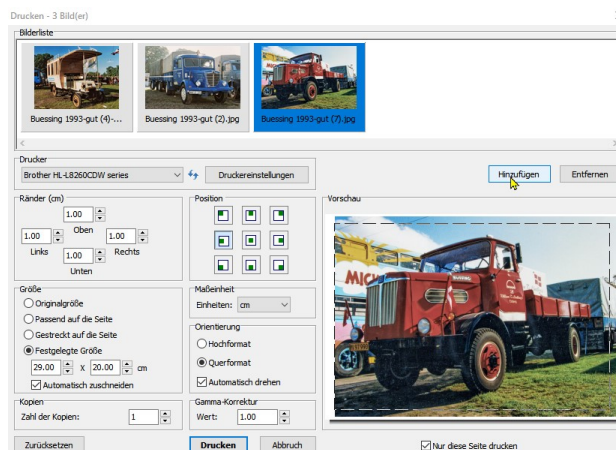 Drucken - 3 Bild(er)
Bilderliste
Buessing 1993-gut (4)-...
Buessing 1993-gut (2).jpg
Buessing 1993-gut (7).jpg
Drucker
Brother HL-L8260CDW series
Druckereinstellungen
Hinzufügen
Entfernen
Ränder (cm)
1.00
Oben
1.00
1.00
Links
Rechts
1.00
Unten
Position
Vorschau
MICH
BUSSING
Größe
Originalgröße
Passend auf die Seite
Gestreckt auf die Seite
Festgelegte Größe
29.00 X 20.00 cm
Automatisch zuschneiden
Maßeinheit
Einheiten: cm
Orientierung
Hochformat
Querformat
Automatisch drehen
Kopien
Zahl der Kopien: 1
Gamma-Korrektur
Wert: 1.00
Zurücksetzen
Drucken
Abbruch
Nur diese Seite drucken